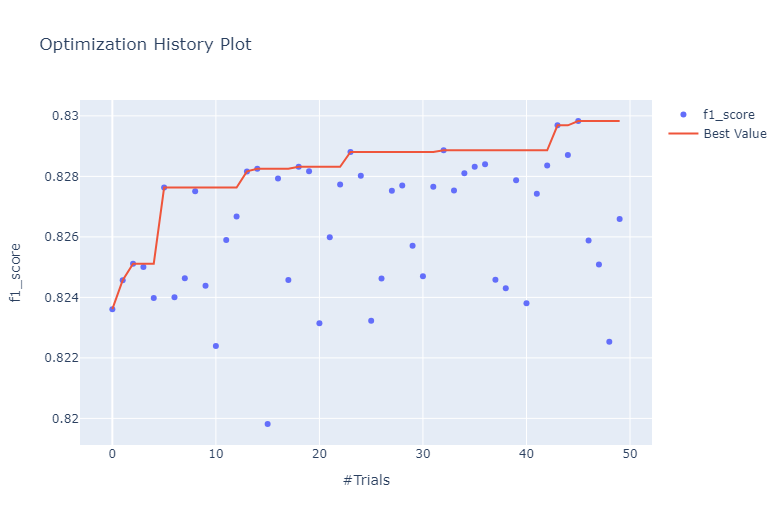 Optimization History Plot
f1_score
Best Value
0.83
0.828
0.826
0.824
0.822
0.82
f1_score
0
10
20
30
40
50
#Trials